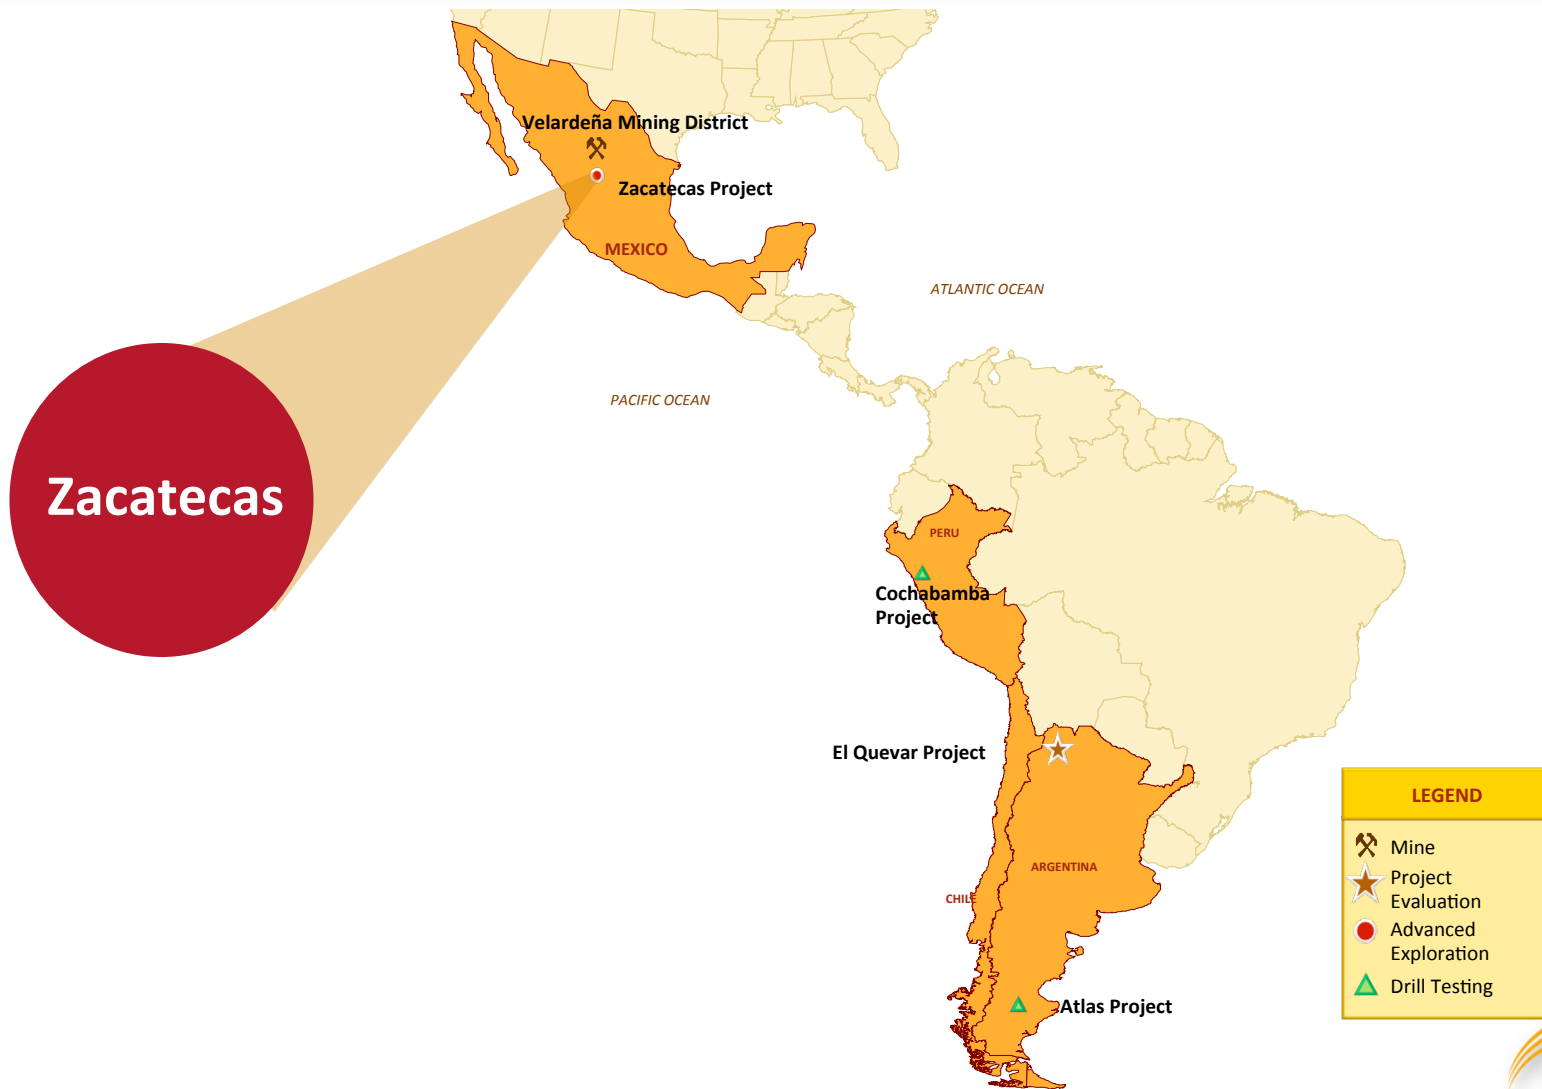 Velardeña Mining District
Zacatecas Project
MEXICO
ATLANTIC OCEAN
PACIFIC OCEAN
Zacatecas
PERU
Cochabamba
Project
El Quevar Project
ARGENTINA
CHILE
Atlas Project
LEGEND
Mine
Project
Evaluation
Advanced
Exploration
Drill Testing